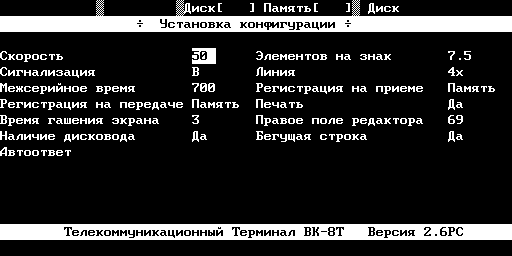 Диск[   ] Память[   ] Диск
÷ Установка конфигурации ÷
Скорость 50 Элементов на знак 7.5
Сигнализация В Линия 4х
Межсерийное время 700 Регистрация на приеме Память
Регистрация на передаче Память Печать Да
Время гашения экрана 3 Правое поле редактора 69
Наличие дисковода Да Бегущая строка Да
Автоответ
Телекоммуникационный Терминал ВК-8Т Версия 2.6РС